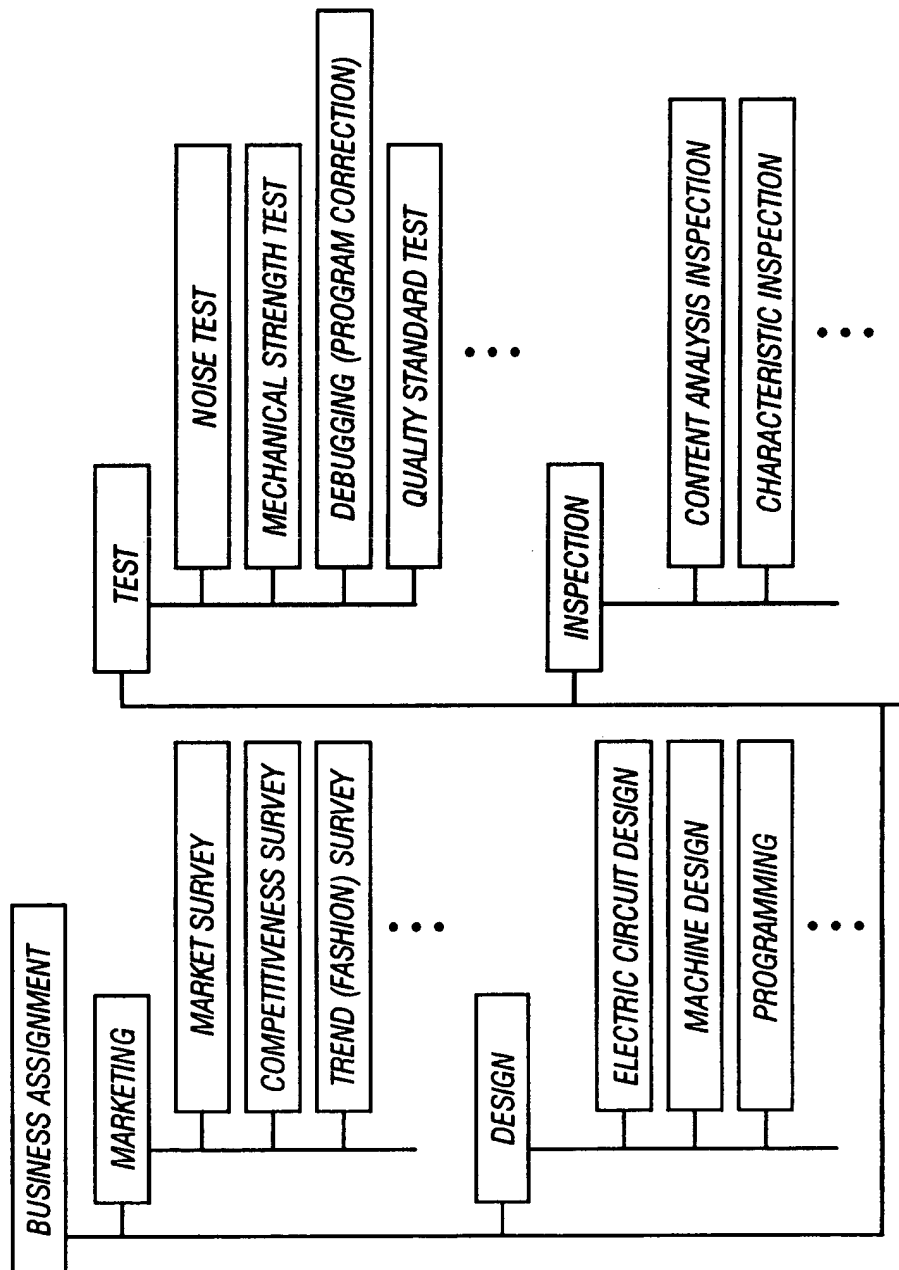 BUSINESS ASSIGNMENT
MARKETING
MARKET SURVEY
COMPETITIVENESS SURVEY
TREND (FASHION) SURVEY
DESIGN
ELECTRIC CIRCUIT DESIGN
MACHINE DESIGN
PROGRAMMING
TEST
NOISE TEST
MECHANICAL STRENGTH TEST
DEBUGGING (PROGRAM CORRECTION)
QUALITY STANDARD TEST
INSPECTION
CONTENT ANALYSIS INSPECTION
CHARACTERISTIC INSPECTION